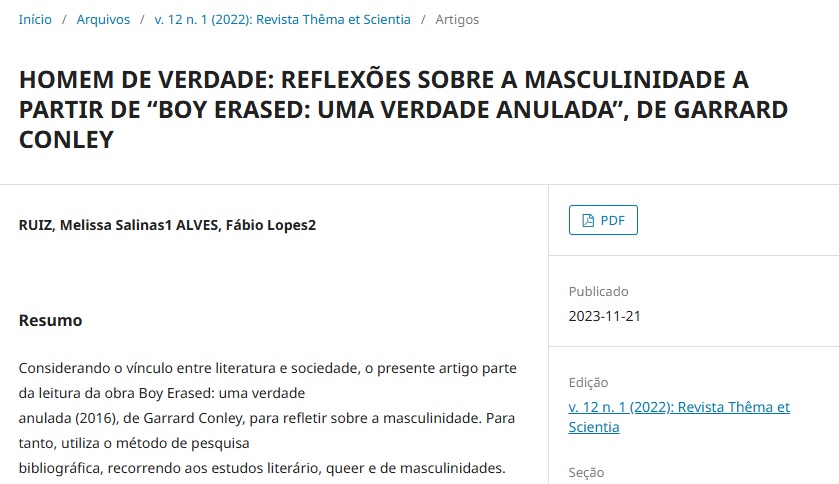 Início / Arquivos / v. 12 n. 1 (2022): Revista Thêma et Scientia / Artigos
HOMEM DE VERDADE: REFLEXÕES SOBRE A MASCULINIDADE A
PARTIR DE “BOY ERASED: UMA VERDADE ANULADA”, DE GARRARD
CONLEY
RUIZ, Melissa Salinas1 ALVES, Fábio Lopes2
Resumo
Considerando o vínculo entre literatura e sociedade, o presente artigo parte
da leitura da obra Boy Erased: uma verdade
anulada (2016), de Garrard Conley, para refletir sobre a masculinidade. Para
tanto, utiliza o método de pesquisa
bibliográfica, recorrendo aos estudos literário, queer e de masculinidades.
PDF
Publicado
2023-11-21
Edição
v. 12 n. 1 (2022): Revista Thêma et
Scientia
Seção